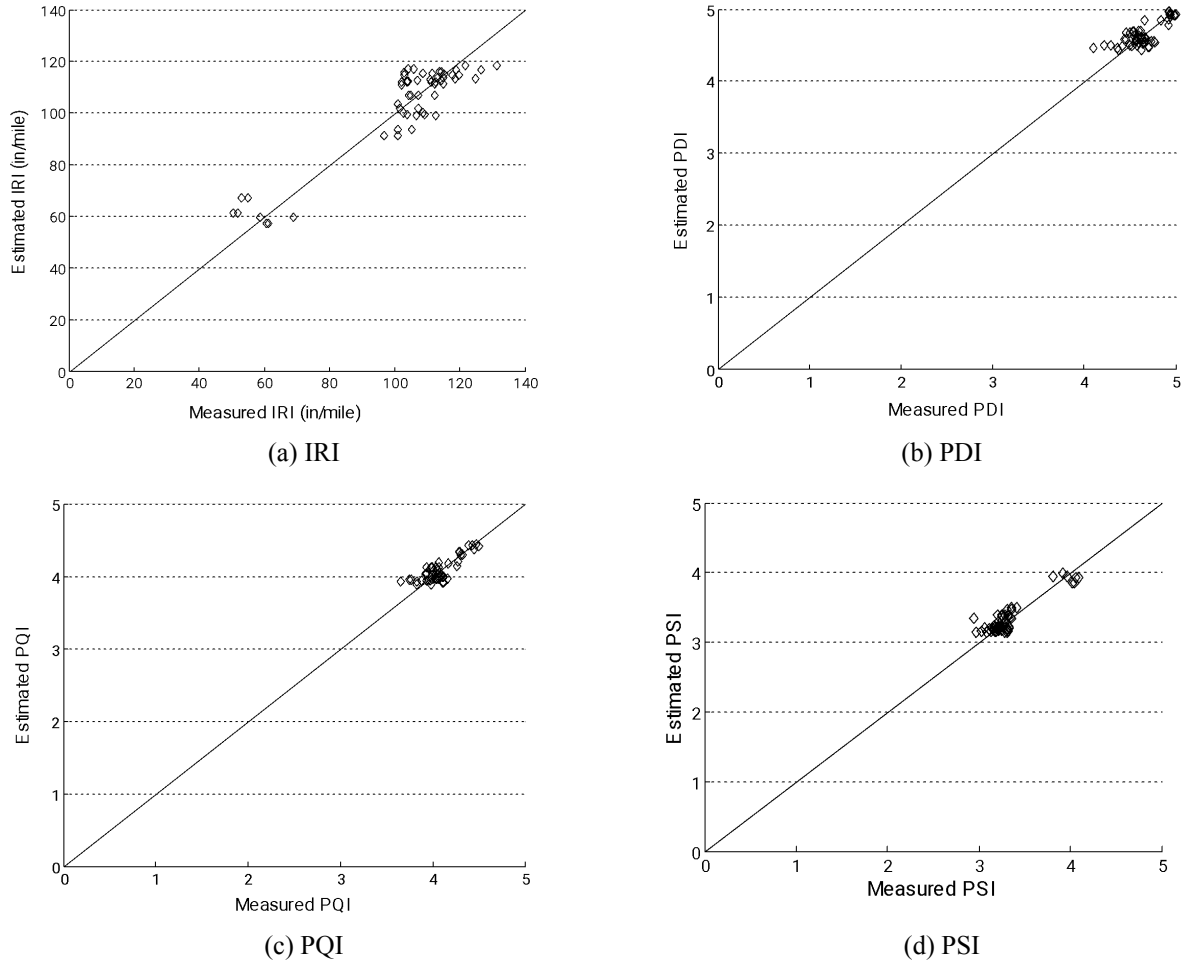 140
120
100
80
60
40
20
0
Estimated IRI (in/mile)
0 20 40 60 80 100 120 140
Measured IRI (in/mile)
(a) IRI
5
4
3
2
1
0
Estimated PDI
0 1 2 3 4 5
Measured PDI
(b) PDI
5
4
3
2
1
0
Estimated PQI
0 1 2 3 4 5
Measured PQI
(c) PQI
5
4
3
2
1
0
Estimated PSI
0 1 2 3 4 5
Measured PSI
(d) PSI